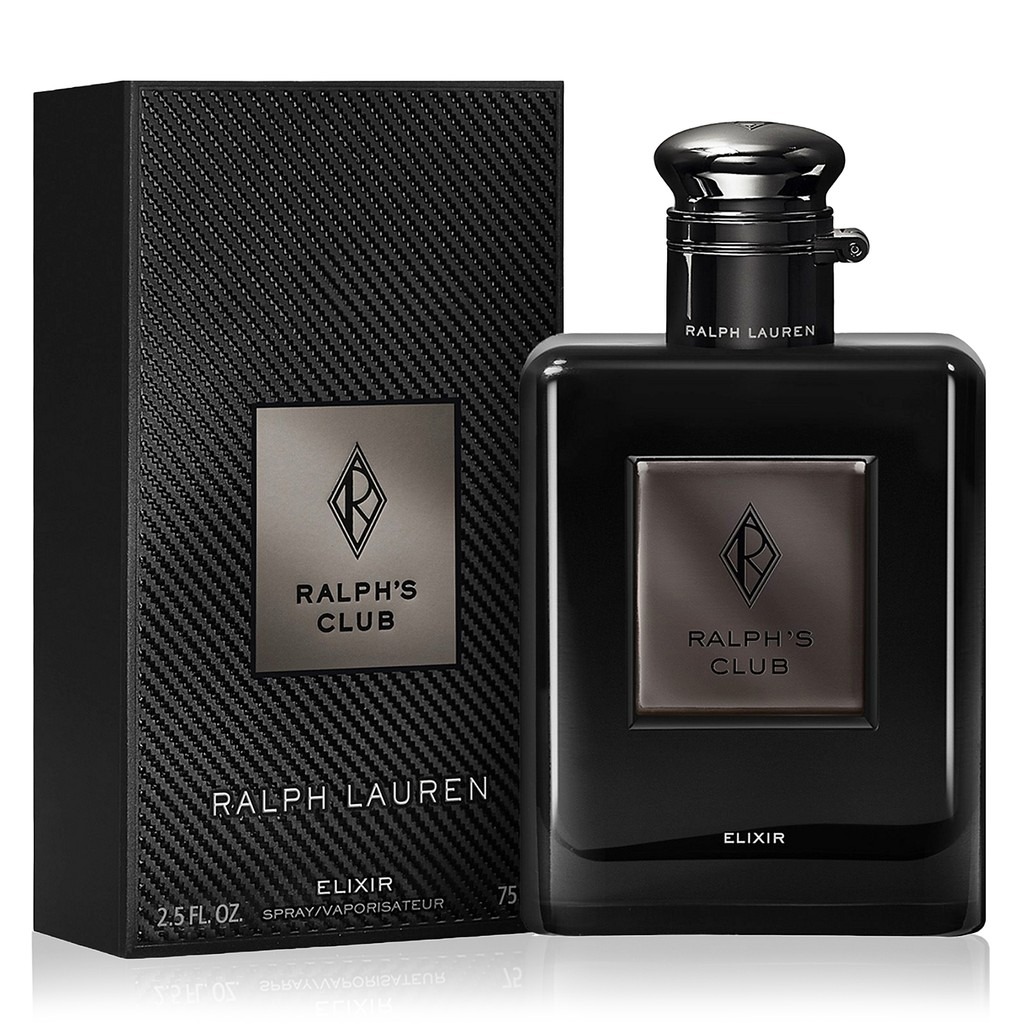 RALPH'S
CLUB
RALPH LAUREN
ELIXIR
2.5 FL. OZ. SPRAY/VAPORISATEUR 75
RALPH LAUREN
R
RALPH'S
CLUB
ELIXIR